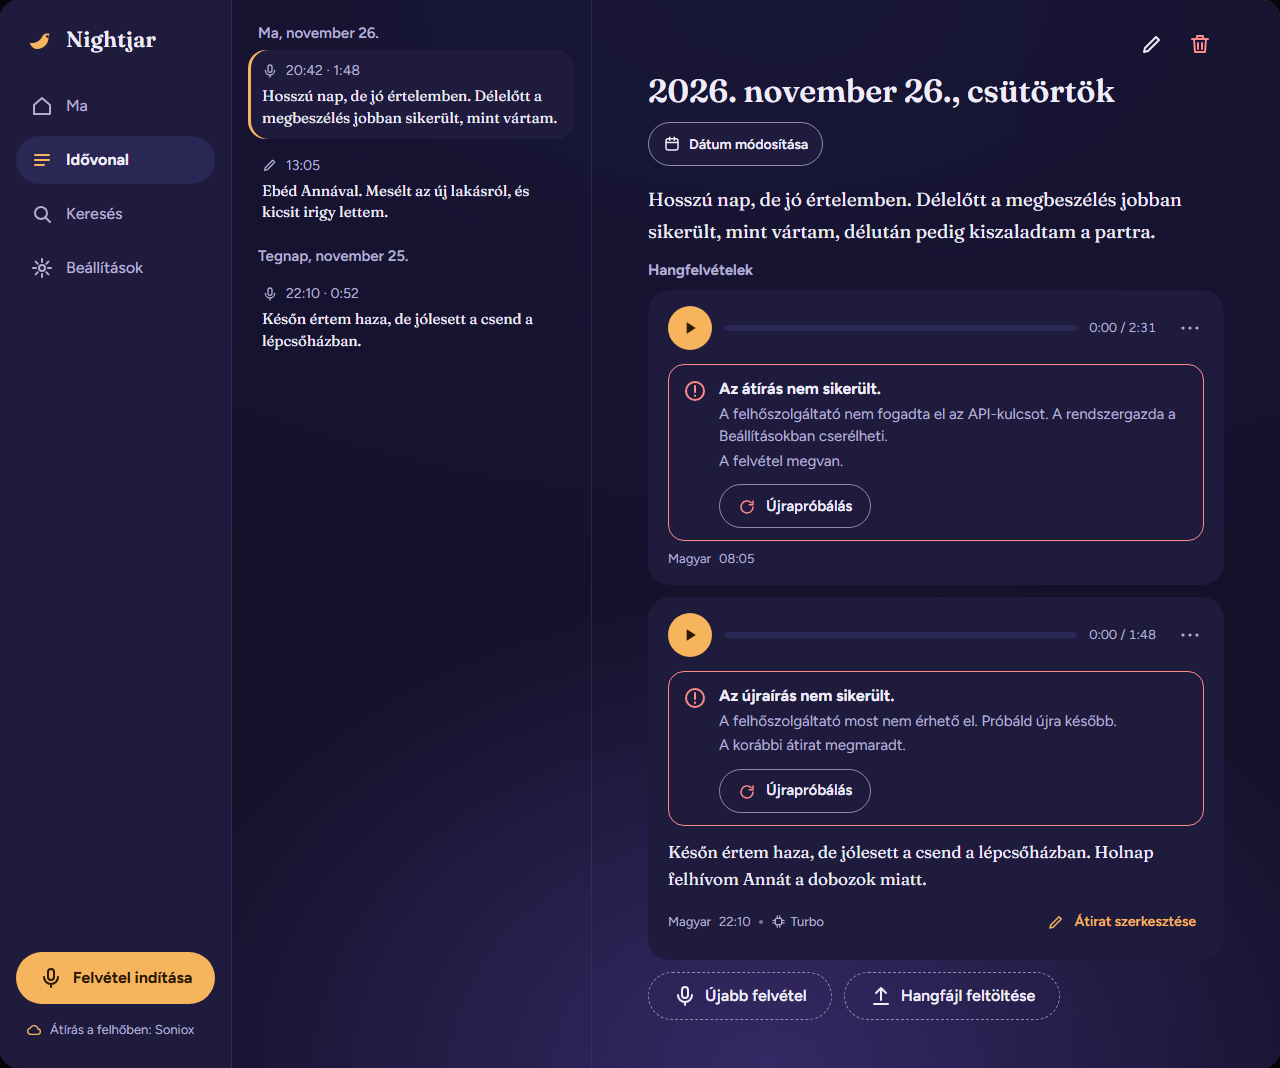 Nightjar
Ma
Idővonal
Keresés
Beállítások
Felvétel indítása
Átírás a felhőben: Soniox
Ma, november 26.
20:42 · 1:48
Hosszú nap, de jó értelemben. Délelőtt a
megbeszélés jobban sikerült, mint vártam.
13:05
Ebéd Annával. Mesélt az új lakásról, és
kicsit irigy lettem.
Tegnap, november 25.
22:10 · 0:52
Későn értem haza, de jólesett a csend a
lépcsőházban.
2026. november 26., csütörtök
Dátum módosítása
Hosszú nap, de jó értelemben. Délelőtt a megbeszélés jobban
sikerült, mint vártam, délután pedig kiszaladtam a partra.
Hangfelvételek
0:00 / 2:31
Az átírás nem sikerült.
A felhőszolgáltató nem fogadta el az API-kulcsot. A rendszergazda a
Beállításokban cserélheti.
A felvétel megvan.
Újrapróbálás
Magyar 08:05
0:00 / 1:48
Az újraírás nem sikerült.
A felhőszolgáltató most nem érhető el. Próbáld újra később.
A korábbi átirat megmaradt.
Újrapróbálás
Későn értem haza, de jólesett a csend a lépcsőházban. Holnap
felhívom Annát a dobozok miatt.
Magyar 22:10 • Turbo
Átirat szerkesztése
Újabb felvétel
Hangfájl feltöltése